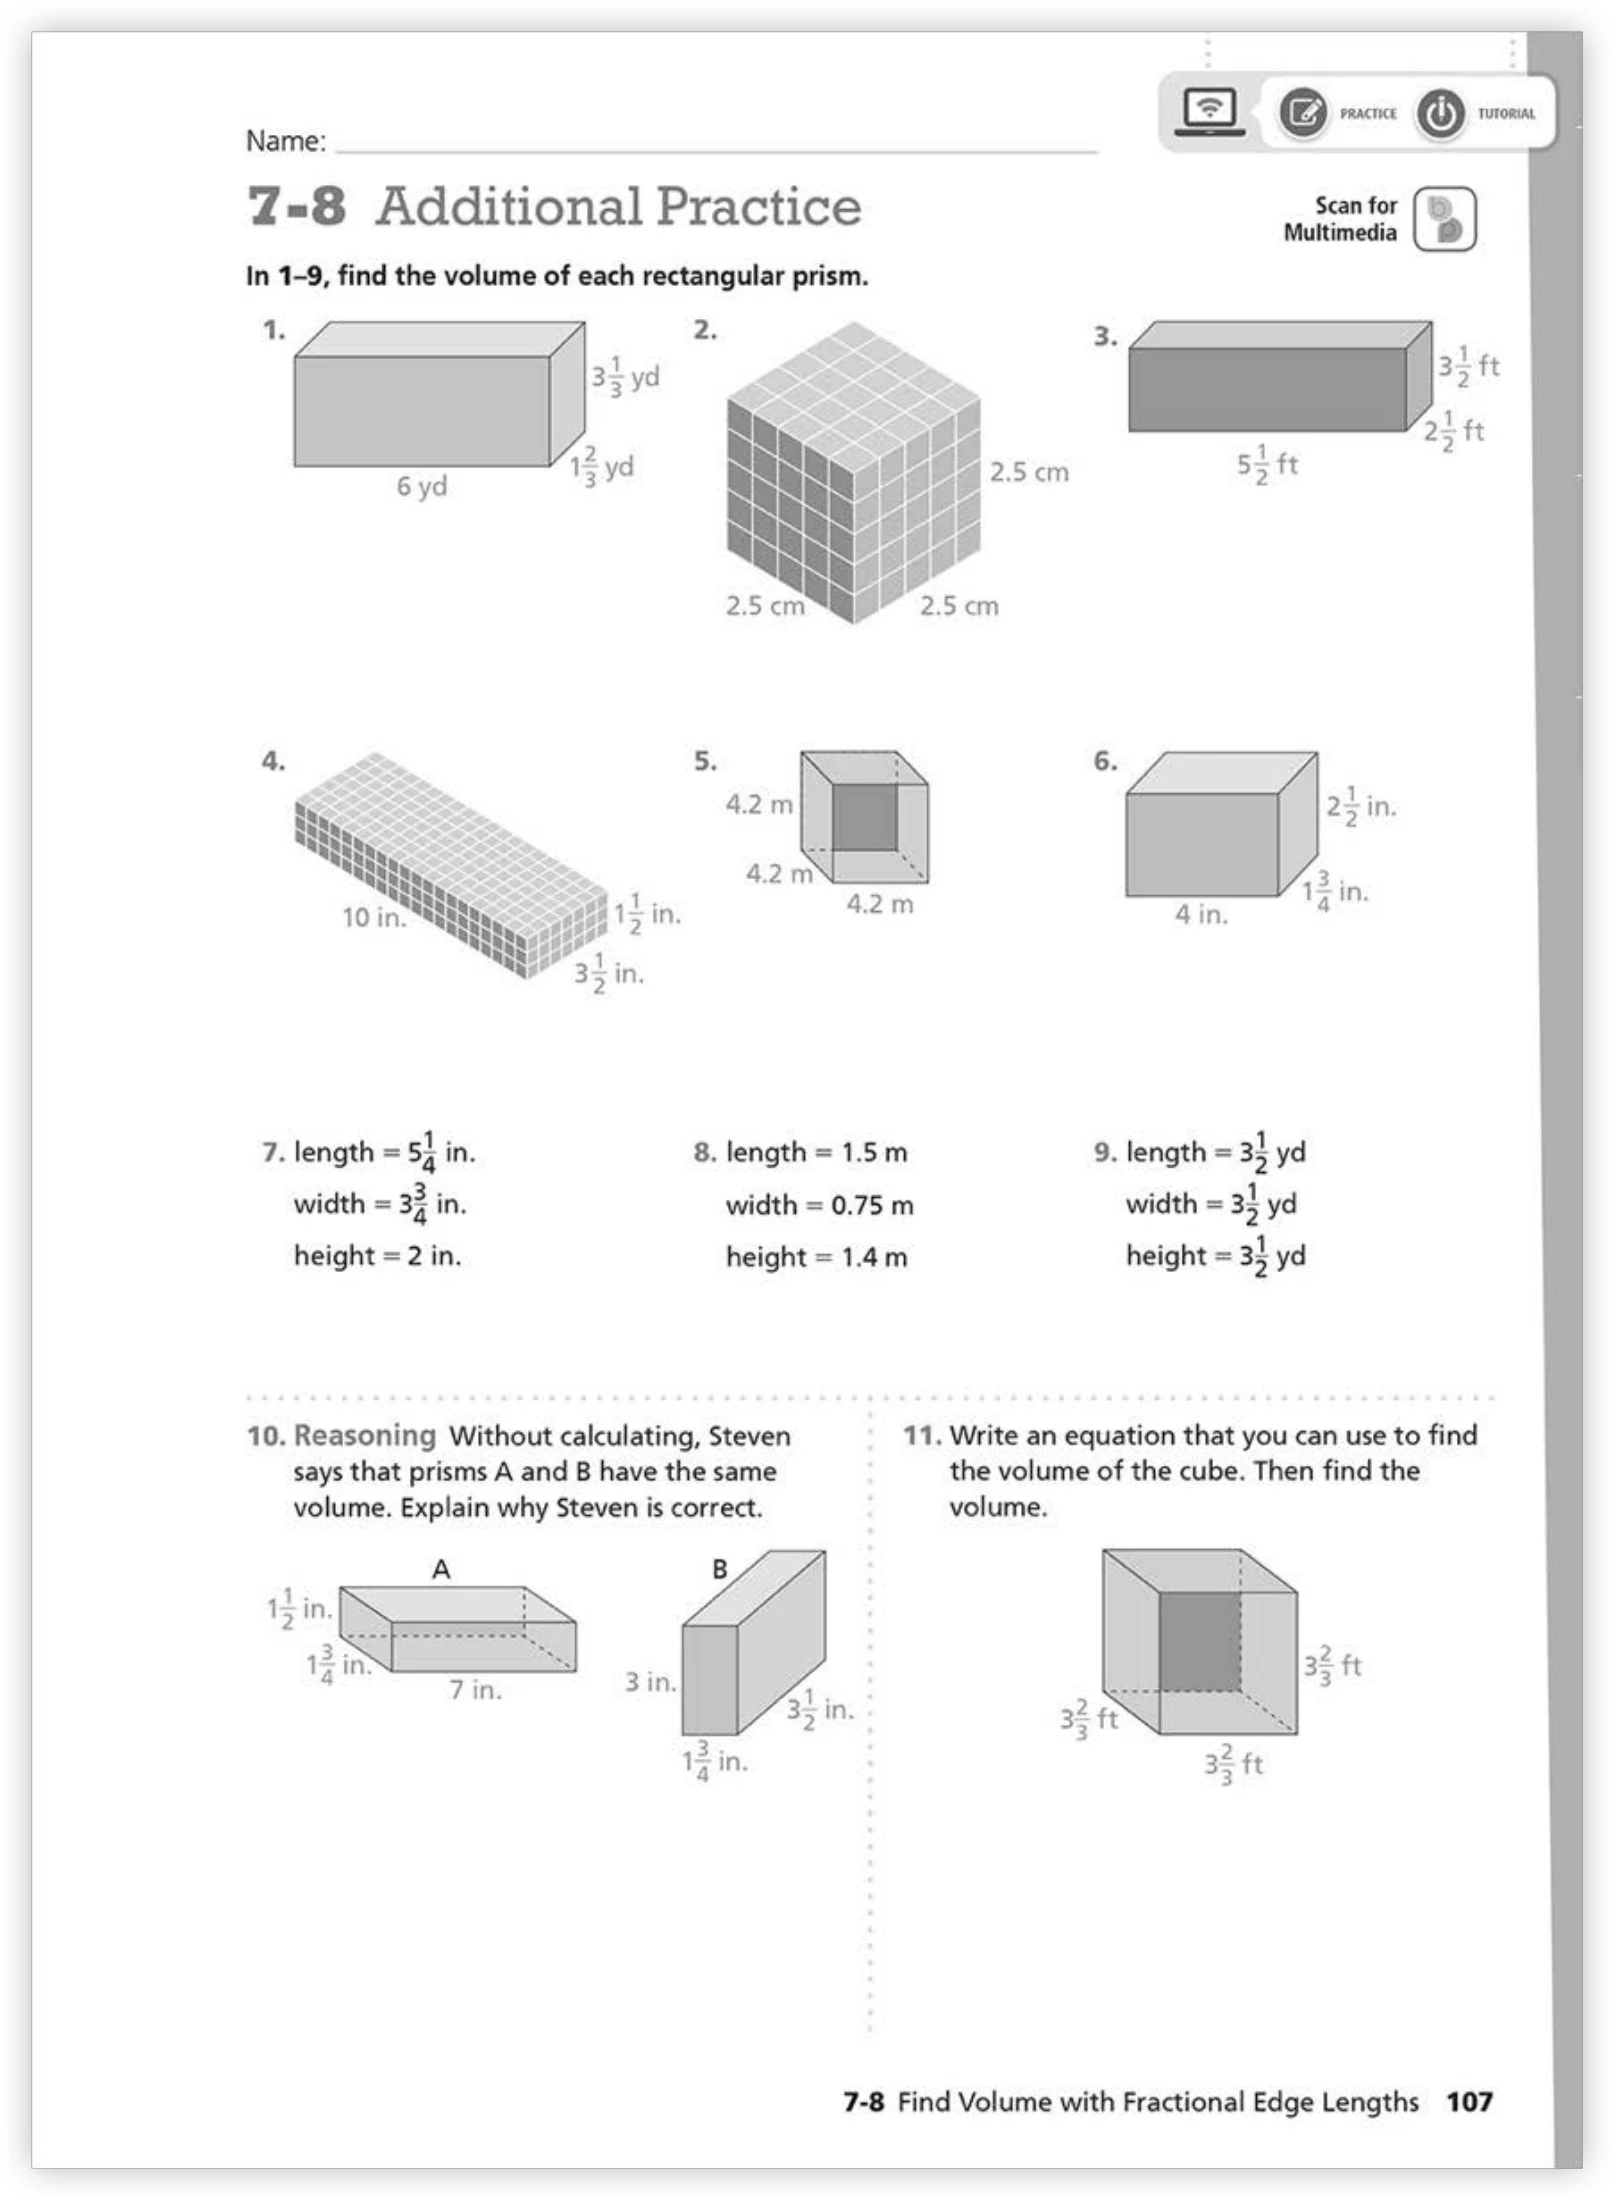 PRACTICE TUTORIAL
Name:
7-8 Additional Practice
Scan for
Multimedia
In 1–9, find the volume of each rectangular prism.
1.
3 1/3 yd
1 2/3 yd
6 yd
2.
2.5 cm
2.5 cm 2.5 cm
3.
3 1/2 ft
2 1/2 ft
5 1/2 ft
4.
10 in.
1 1/2 in.
3 1/2 in.
5.
4.2 m
4.2 m
4.2 m
6.
2 1/2 in.
1 3/4 in.
4 in.
7. length = 5 1/4 in.
width = 3 3/4 in.
height = 2 in.
8. length = 1.5 m
width = 0.75 m
height = 1.4 m
9. length = 3 1/2 yd
width = 3 1/2 yd
height = 3 1/2 yd
10. Reasoning Without calculating, Steven
says that prisms A and B have the same
volume. Explain why Steven is correct.
A
1 1/2 in.
1 3/4 in.
7 in.
B
3 in.
3 1/2 in.
1 3/4 in.
11. Write an equation that you can use to find
the volume of the cube. Then find the
volume.
3 2/3 ft
3 2/3 ft
3 2/3 ft
7-8 Find Volume with Fractional Edge Lengths 107